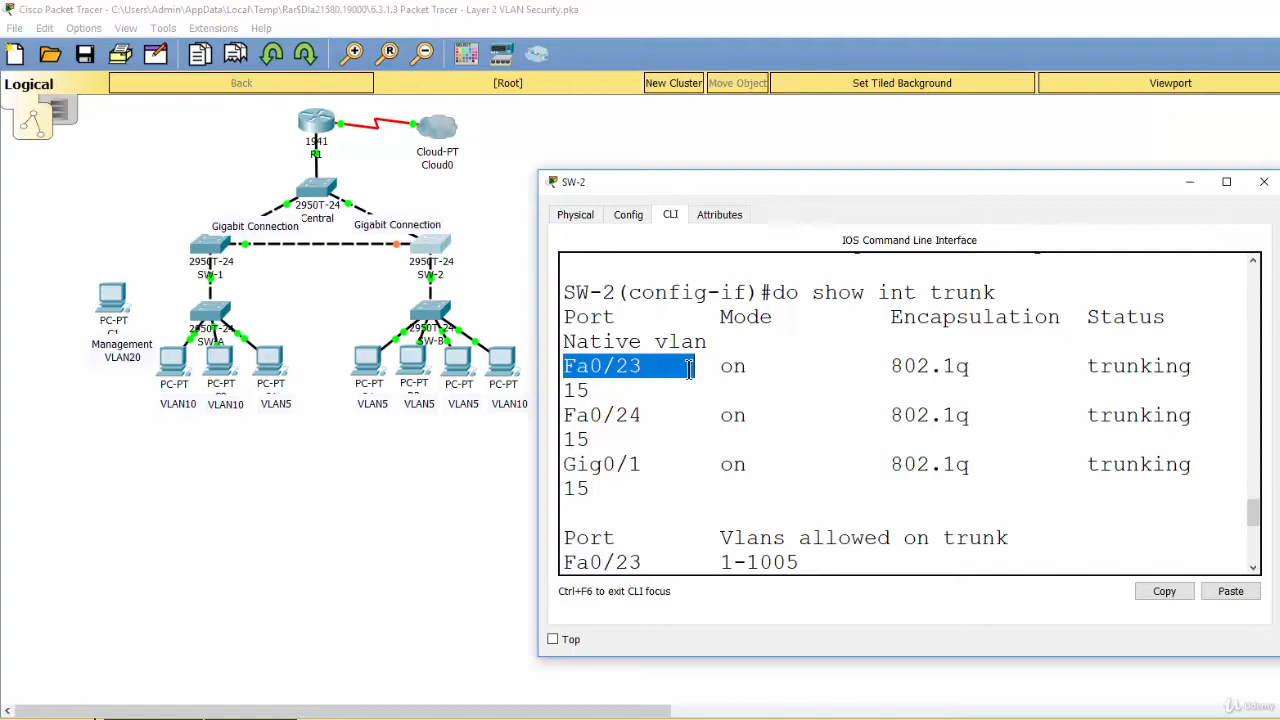 Cisco Packet Tracer - C:\Users\Admin\AppData\Local\Temp\Rar$DIa21580.19000\6.3.1.3 Packet Tracer - Layer 2 VLAN Security.pka
File Edit Options View Tools Extensions Help
Logical Back [Root] New Cluster Move Object Set Tiled Background Viewport
1941
R1
Cloud-PT
Cloud0
2950T-24
Central
Gigabit Connection Gigabit Connection
2950T-24
SW-1
2950T-24
SW-2
PC-PT
C1
Management
VLAN20
2950T-24
SW-A
2950T-24
SW-B
PC-PT PC-PT PC-PT PC-PT PC-PT PC-PT PC-PT
VLAN10 VLAN10 VLAN5 VLAN5 VLAN5 VLAN5 VLAN10
SW-2
Physical Config CLI Attributes
IOS Command Line Interface
SW-2(config-if)#do show int trunk
Port Mode Encapsulation Status
Native vlan
Fa0/23 on 802.1q trunking
15
Fa0/24 on 802.1q trunking
15
Gig0/1 on 802.1q trunking
15
Port Vlans allowed on trunk
Fa0/23 1-1005
Ctrl+F6 to exit CLI focus
Copy Paste
Top
Udemy